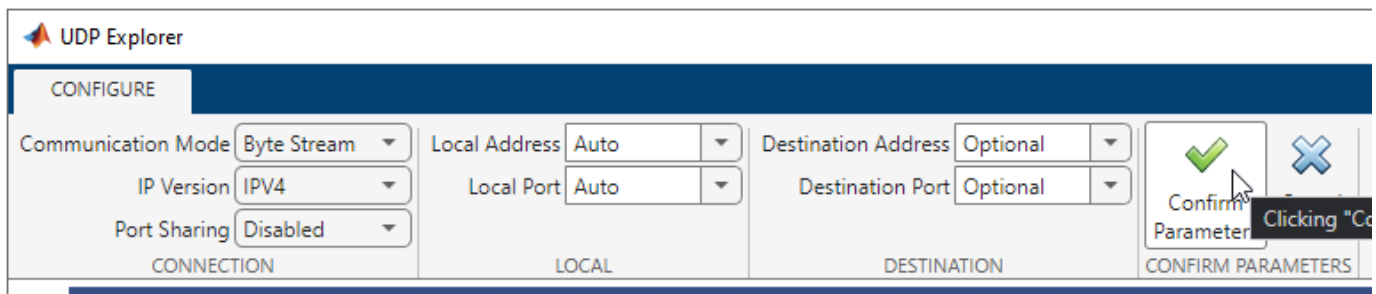 UDP Explorer
CONFIGURE
Communication Mode Byte Stream
IP Version IPV4
Port Sharing Disabled
CONNECTION
Local Address Auto
Local Port Auto
LOCAL
Destination Address Optional
Destination Port Optional
DESTINATION
Confirm
Parameter
Clicking "Co
CONFIRM PARAMETERS